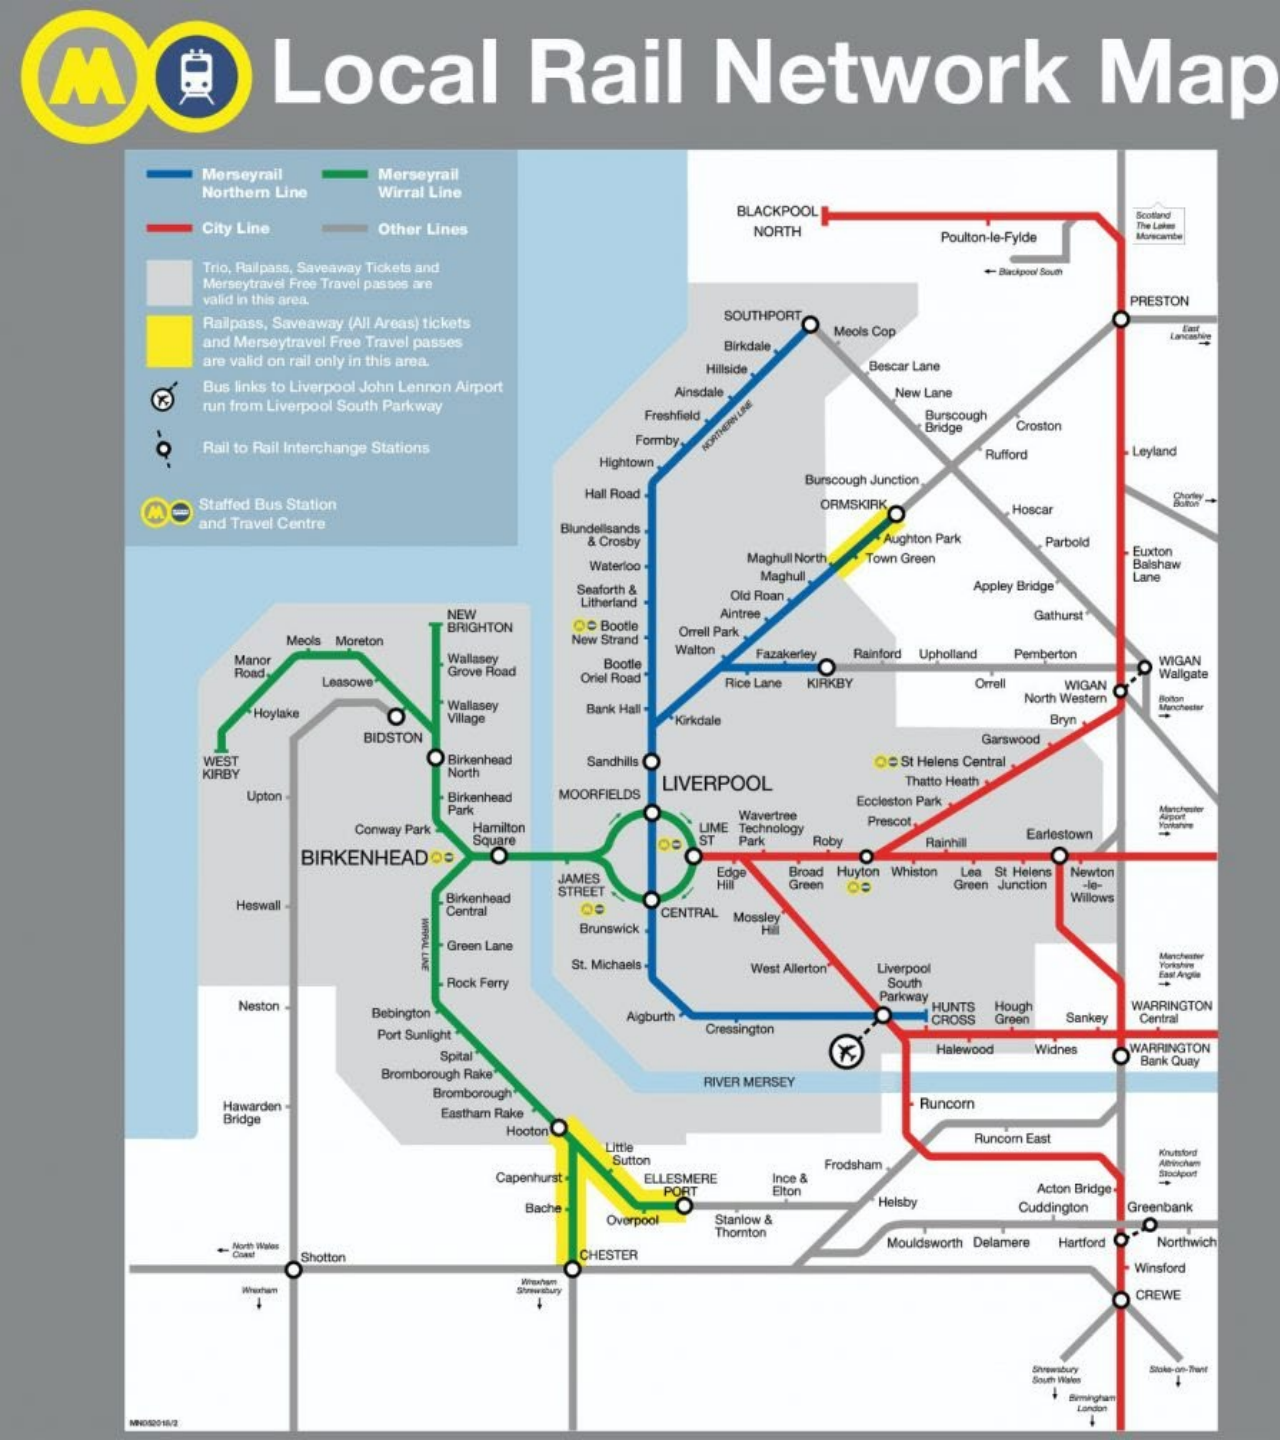 M
Local Rail Network Map
Merseyrail
Northern Line
Merseyrail
Wirral Line
City Line
Other Lines
Trio, Railpass, Saveaway Tickets and
Merseytravel Free Travel passes are
valid in this area.
Railpass, Saveaway (All Areas) tickets
and Merseytravel Free Travel passes
are valid on rail only in this area.
Bus links to Liverpool John Lennon Airport
run from Liverpool South Parkway
Rail to Rail Interchange Stations
Staffed Bus Station
and Travel Centre
BLACKPOOL
NORTH
Poulton-le-Fylde
Blackpool South
Scotland
The Lakes
Morecambe
PRESTON
East
Lancashire
SOUTHPORT
Meols Cop
Birkdale
Bescar Lane
Hillside
New Lane
Ainsdale
Burscough
Bridge
Freshfield
NORTHERN LINE
Croston
Formby
Rufford
Leyland
Hightown
Burscough Junction
Hall Road
ORMSKIRK
Chorley
Bolton
Hoscar
Blundellsands
& Crosby
Aughton Park
Parbold
Euxton
Balshaw
Lane
Maghull North
Town Green
Waterloo
Maghull
Appley Bridge
Seaforth &
Litherland
Old Roan
Gathurst
Aintree
Bootle
New Strand
Orrell Park
Walton
Fazakerley
Rainford
Upholland
Pemberton
WIGAN
Wallgate
Bootle
Oriel Road
Rice Lane
KIRKBY
Orrell
WIGAN
North Western
Bolton
Manchester
Bank Hall
Kirkdale
Bryn
Garswood
Sandhills
St Helens Central
Thatto Heath
Eccleston Park
Prescot
NEW
BRIGHTON
Meols
Moreton
Manor
Road
Wallasey
Grove Road
Leasowe
Hoylake
Wallasey
Village
BIDSTON
WEST
KIRBY
Birkenhead
North
Upton
Birkenhead
Park
Conway Park
Hamilton
Square
BIRKENHEAD
LIVERPOOL
MOORFIELDS
LIME
ST
Wavertree
Technology
Park
Roby
Rainhill
Earlestown
Manchester
Airport
Yorkshire
JAMES
STREET
Edge
Hill
Broad
Green
Huyton
Whiston
Lea
Green
St Helens
Junction
Newton
-le-
Willows
CENTRAL
Birkenhead
Central
Heswall
Brunswick
Mossley
Hill
WIRRAL LINE
Green Lane
St. Michaels
West Allerton
Liverpool
South
Parkway
Manchester
Yorkshire
East Anglia
Rock Ferry
Neston
Bebington
Aigburth
Cressington
HUNTS
CROSS
Hough
Green
Sankey
WARRINGTON
Central
Port Sunlight
Halewood
Widnes
WARRINGTON
Bank Quay
Spital
Bromborough Rake
RIVER MERSEY
Bromborough
Hawarden
Bridge
Eastham Rake
Runcorn
Hooton
Runcorn East
Little
Sutton
Frodsham
Knutsford
Altrincham
Stockport
Capenhurst
ELLESMERE
PORT
Ince &
Elton
Acton Bridge
Helsby
Cuddington
Greenbank
Bache
Overpool
Stanlow &
Thornton
Mouldsworth
Delamere
Hartford
Northwich
North Wales
Coast
Shotton
CHESTER
Winsford
Wrexham
Wrexham
Shrewsbury
CREWE
Shrewsbury
South Wales
Stoke-on-Trent
Birmingham
London
MN052018/2